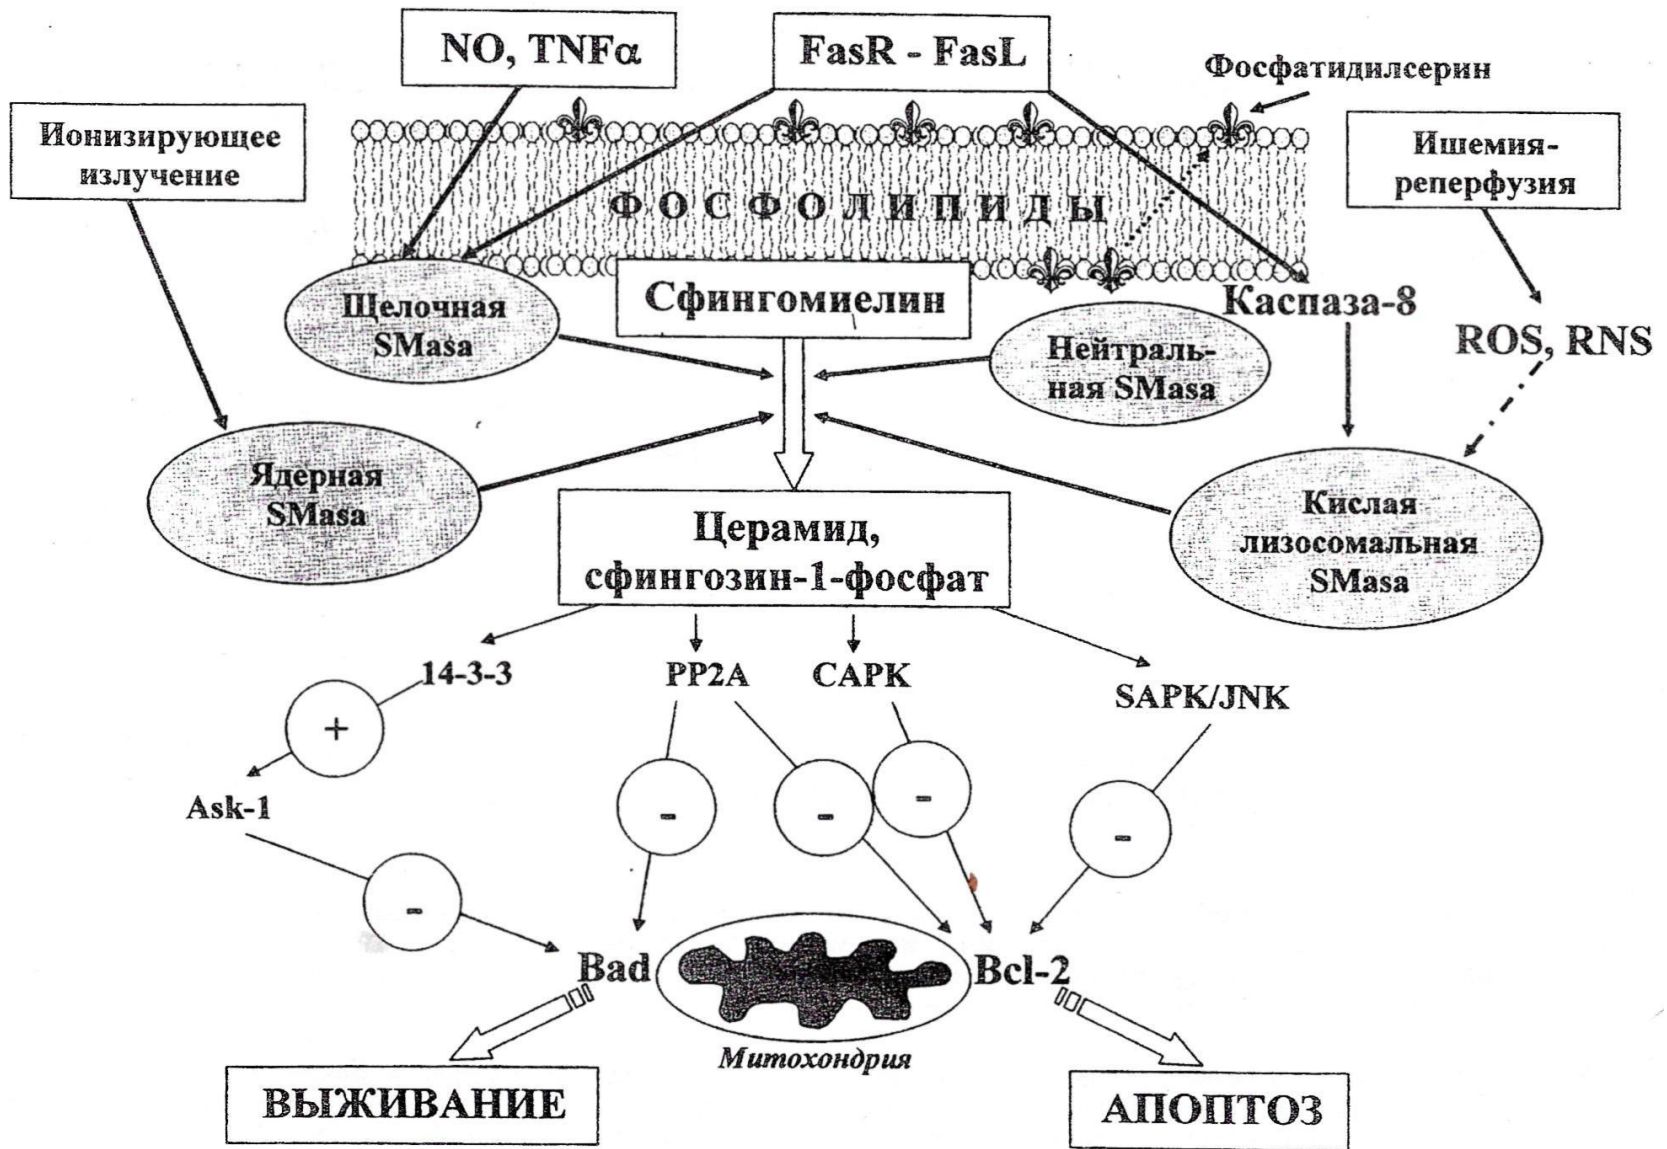 NO, TNFα
FasR - FasL
Фосфатидилсерин
Ионизирующее
излучение
Ишемия-
реперфузия
ФОСФОЛИПИДЫ
Щелочная
SMasa
Сфингомиелин
Нейтраль-
ная SMasa
Каспаза-8
ROS, RNS
Ядерная
SMasa
Кислая
лизосомальная
SMasa
Церамид,
сфингозин-1-фосфат
14-3-3
PP2A
CAPK
SAPK/JNK
+
Ask-1
-
-
-
-
-
Bad
Bcl-2
Митохондрия
ВЫЖИВАНИЕ
АПОПТОЗ